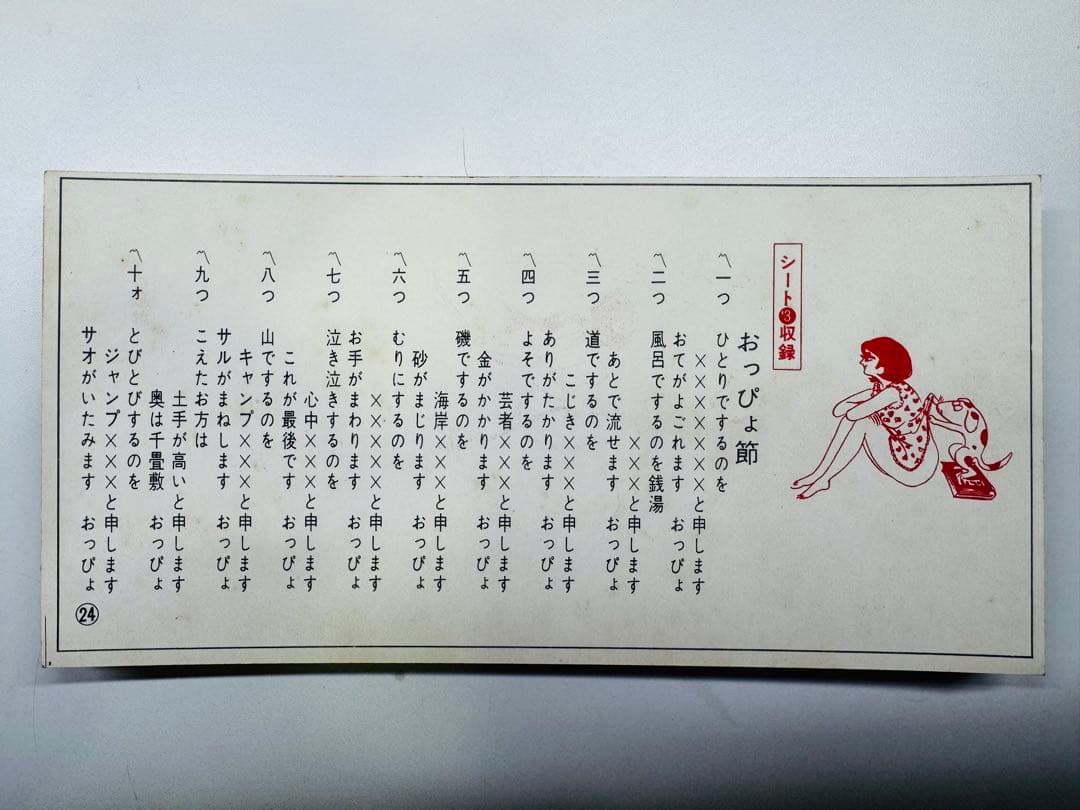 シート❸収録
おっぴょ節
〽一つ ひとりでするのを
×××××と申します
おてがよごれます おっぴょ
〽二つ 風呂でするのを銭湯
×××と申します
あとで流せます おっぴょ
〽三つ 道でするのを
こじき×××と申します
ありがたかります おっぴょ
〽四つ よそでするのを
芸者×××と申します
金がかかります おっぴょ
〽五つ 磯でするのを
海岸×××と申します
砂がまじります おっぴょ
〽六つ むりにするのを
××××と申します
お手がまわります おっぴょ
〽七つ 泣き泣きするのを
心中×××と申します
これが最後です おっぴょ
〽八つ 山でするのを
キャンプ×××と申します
サルがまねします おっぴょ
〽九つ こえたお方は
土手が高いと申します
奥は千畳敷 おっぴょ
〽十ォ とびとびするのを
ジャンプ×××と申します
サオがいたみます おっぴょ
㉔